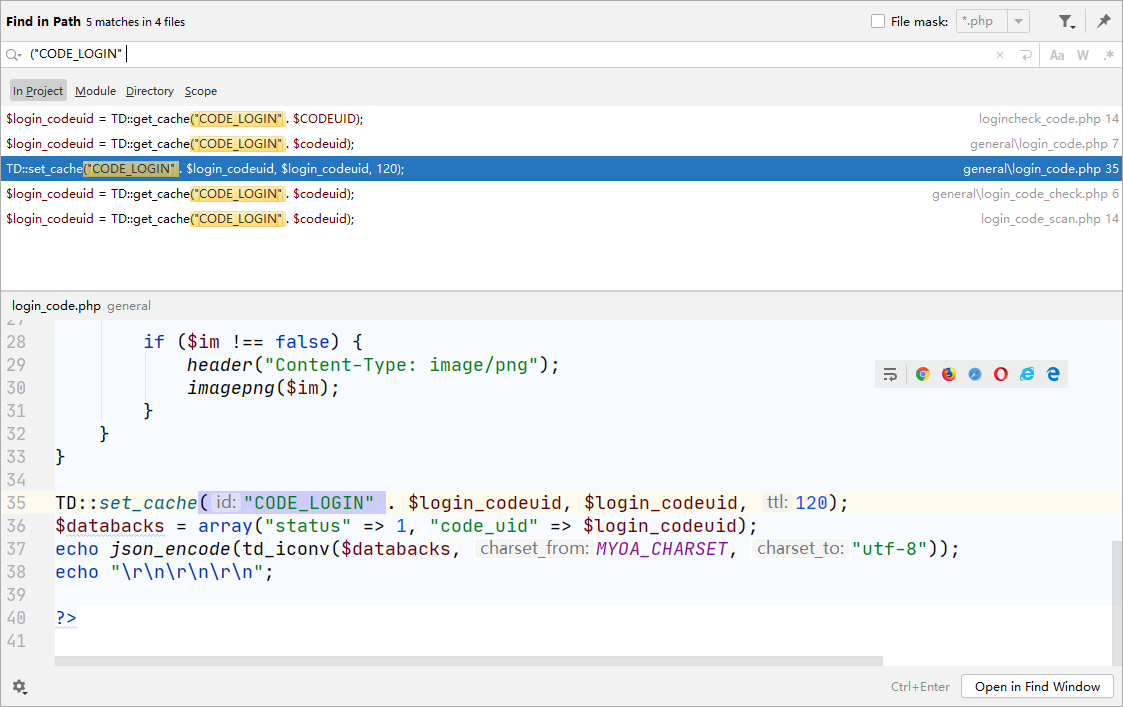 Find in Path 5 matches in 4 files File mask: *.php
("CODE_LOGIN" Aa W .*
In Project Module Directory Scope
$login_codeuid = TD::get_cache("CODE_LOGIN" . $CODEUID); logincheck_code.php 14
$login_codeuid = TD::get_cache("CODE_LOGIN" . $codeuid); general\login_code.php 7
TD::set_cache("CODE_LOGIN" . $login_codeuid, $login_codeuid, 120); general\login_code.php 35
$login_codeuid = TD::get_cache("CODE_LOGIN" . $codeuid); general\login_code_check.php 6
$login_codeuid = TD::get_cache("CODE_LOGIN" . $codeuid); login_code_scan.php 14
login_code.php general
27
28 if ($im !== false) {
29 header("Content-Type: image/png");
30 imagepng($im);
31 }
32 }
33 }
34
35 TD::set_cache( id: "CODE_LOGIN" . $login_codeuid, $login_codeuid, ttl: 120);
36 $databacks = array("status" => 1, "code_uid" => $login_codeuid);
37 echo json_encode(td_iconv($databacks, charset_from: MYOA_CHARSET, charset_to: "utf-8"));
38 echo "\r\n\r\n\r\n";
39
40 ?>
41
Ctrl+Enter Open in Find Window